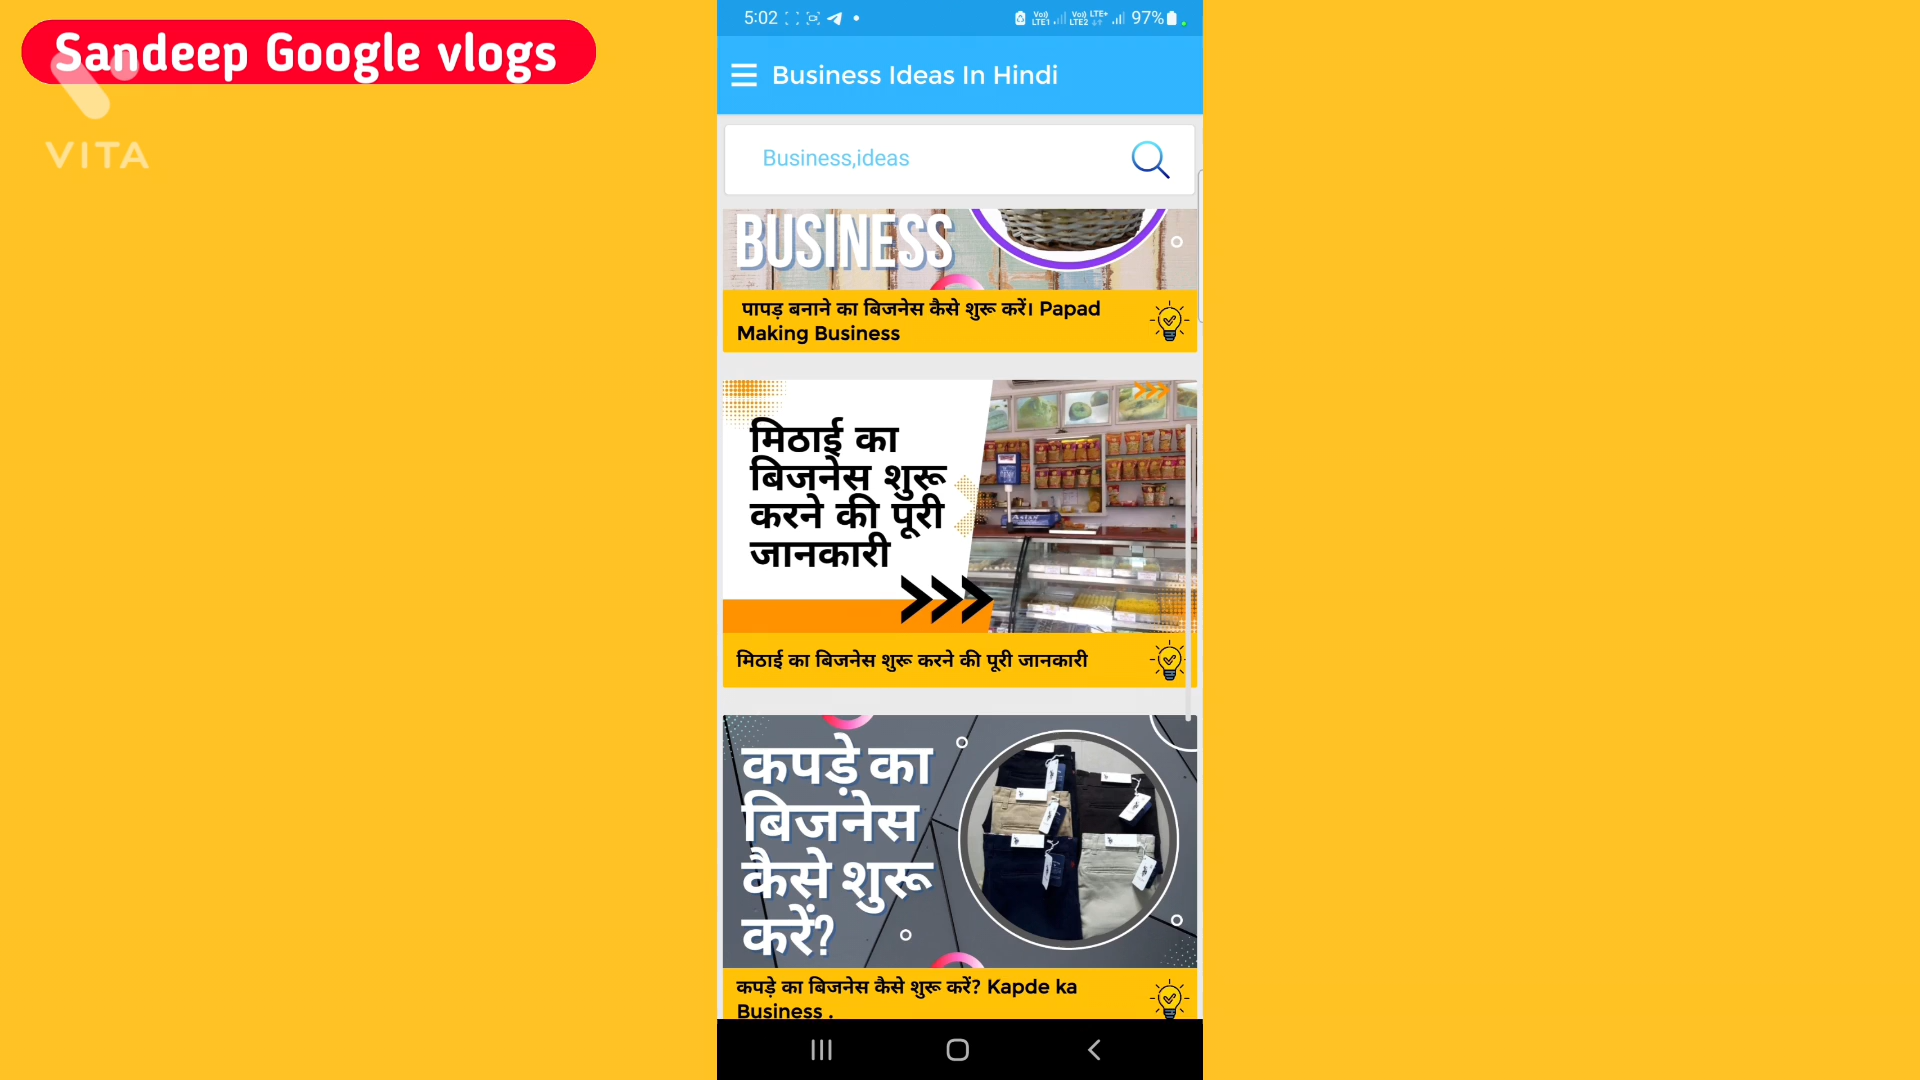 Sandeep Google vlogs
VITA
5:02
97%
Business Ideas In Hindi
Business,ideas
BUSINESS
पापड़ बनाने का बिजनेस कैसे शुरू करें। Papad
Making Business
मिठाई का
बिजनेस शुरू
करने की पूरी
जानकारी
मिठाई का बिजनेस शुरू करने की पूरी जानकारी
कपड़े का
बिजनेस
कैसे शुरू
करें?
कपड़े का बिजनेस कैसे शुरू करें? Kapde ka
Business .